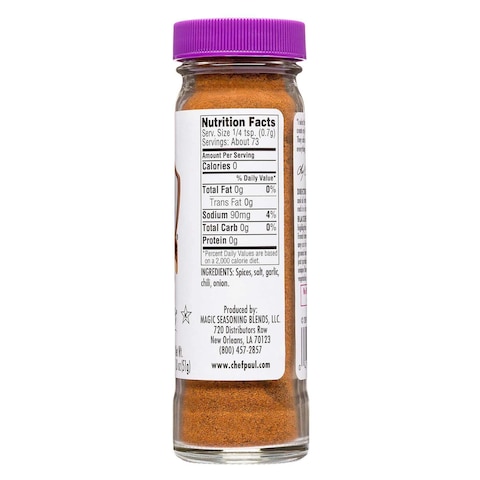 Nutrition Facts
Serv. Size 1/4 tsp. (0.7g)
Servings: About 73
Amount Per Serving
Calories 0
% Daily Value*
Total Fat 0g 0%
Trans Fat 0g
Sodium 90mg 4%
Total Carb 0g 0%
Protein 0g
*Percent Daily Values are based
on a 2,000 calorie diet.
INGREDIENTS: Spices, salt, garlic,
chili, onion.
Produced by:
MAGIC SEASONING BLENDS, LLC.
720 Distributors Row
New Orleans, LA 70123
(800) 457-2857
www.chefpaul.com
Wt.
oz (51g)